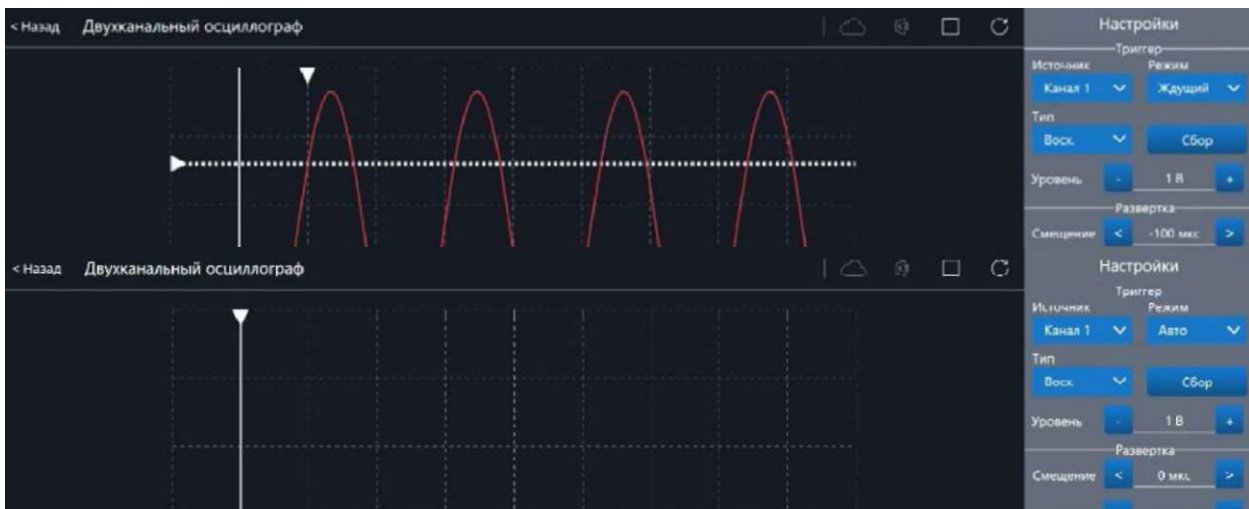 < Назад Двухканальный осциллограф
Настройки
Триггер
Источник Режим
Канал 1 Ждущий
Тип
Восх. Сбор
Уровень - 1 В +
Развертка
Смещение < -100 мкс >
< Назад Двухканальный осциллограф
Настройки
Триггер
Источник Режим
Канал 1 Авто
Тип
Восх. Сбор
Уровень - 1 В +
Развертка
Смещение < 0 мкс >